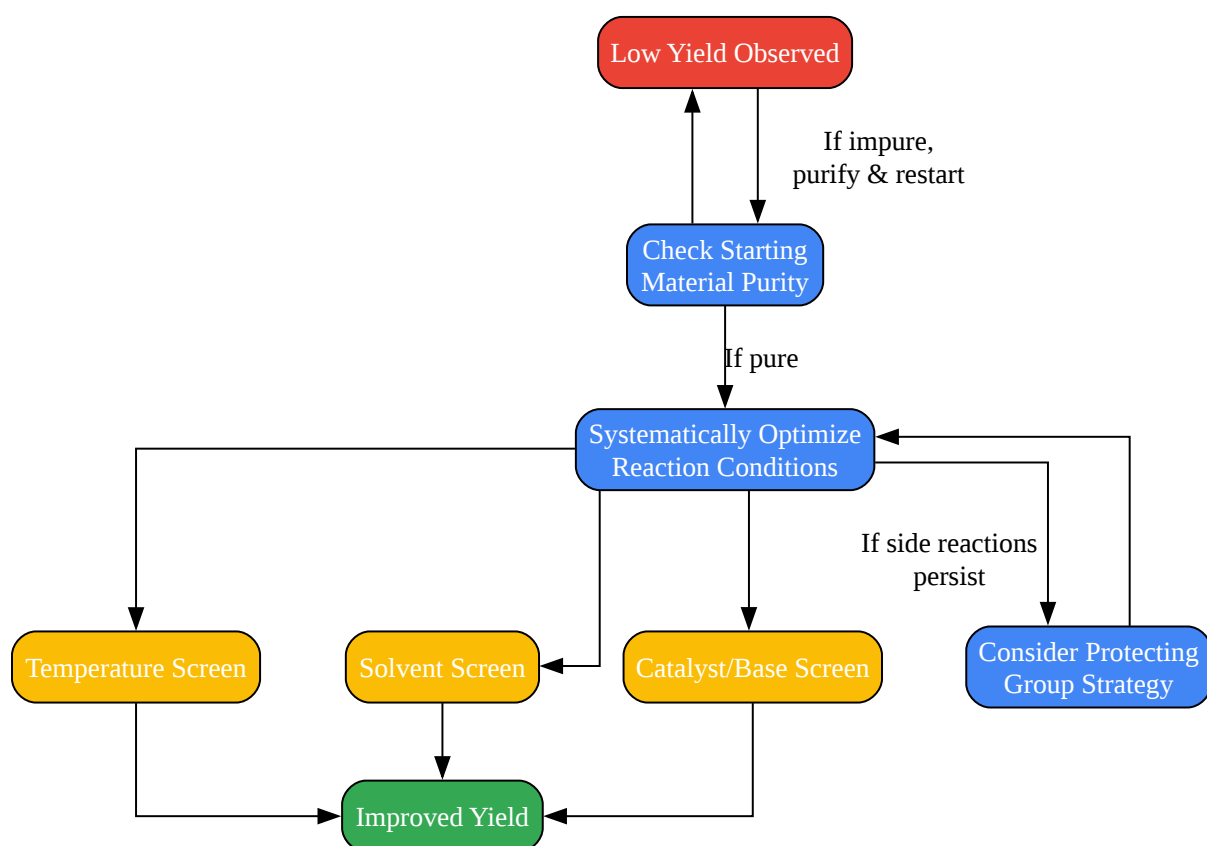 Low Yield Observed
If impure,
purify & restart
Check Starting
Material Purity
If pure
Systematically Optimize
Reaction Conditions
If side reactions
persist
Temperature Screen
Solvent Screen
Catalyst/Base Screen
Consider Protecting
Group Strategy
Improved Yield